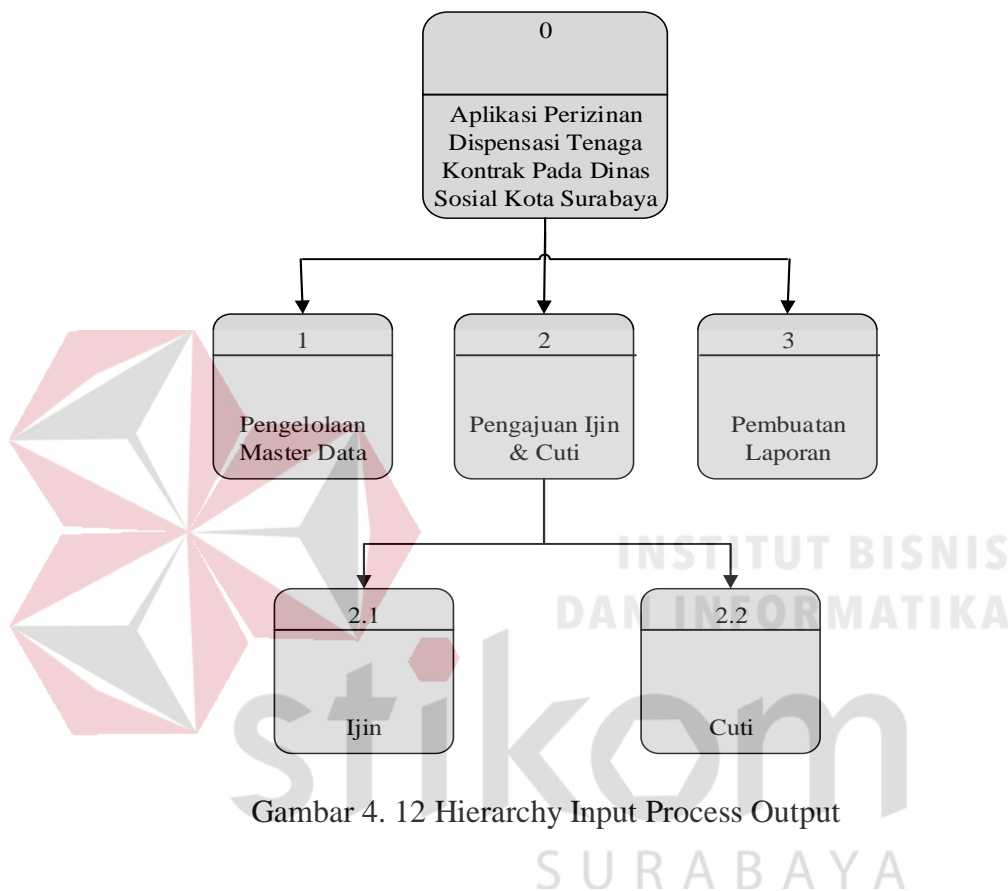 0
Aplikasi Perizinan
Dispensasi Tenaga
Kontrak Pada Dinas
Sosial Kota Surabaya
1
Pengelolaan
Master Data
2
Pengajuan Ijin
& Cuti
3
Pembuatan
Laporan
INSTITUT BISNIS
DAN INFORMATIKA
2.1
Ijin
2.2
Cuti
stikom
Gambar 4. 12 Hierarchy Input Process Output
SURABAYA